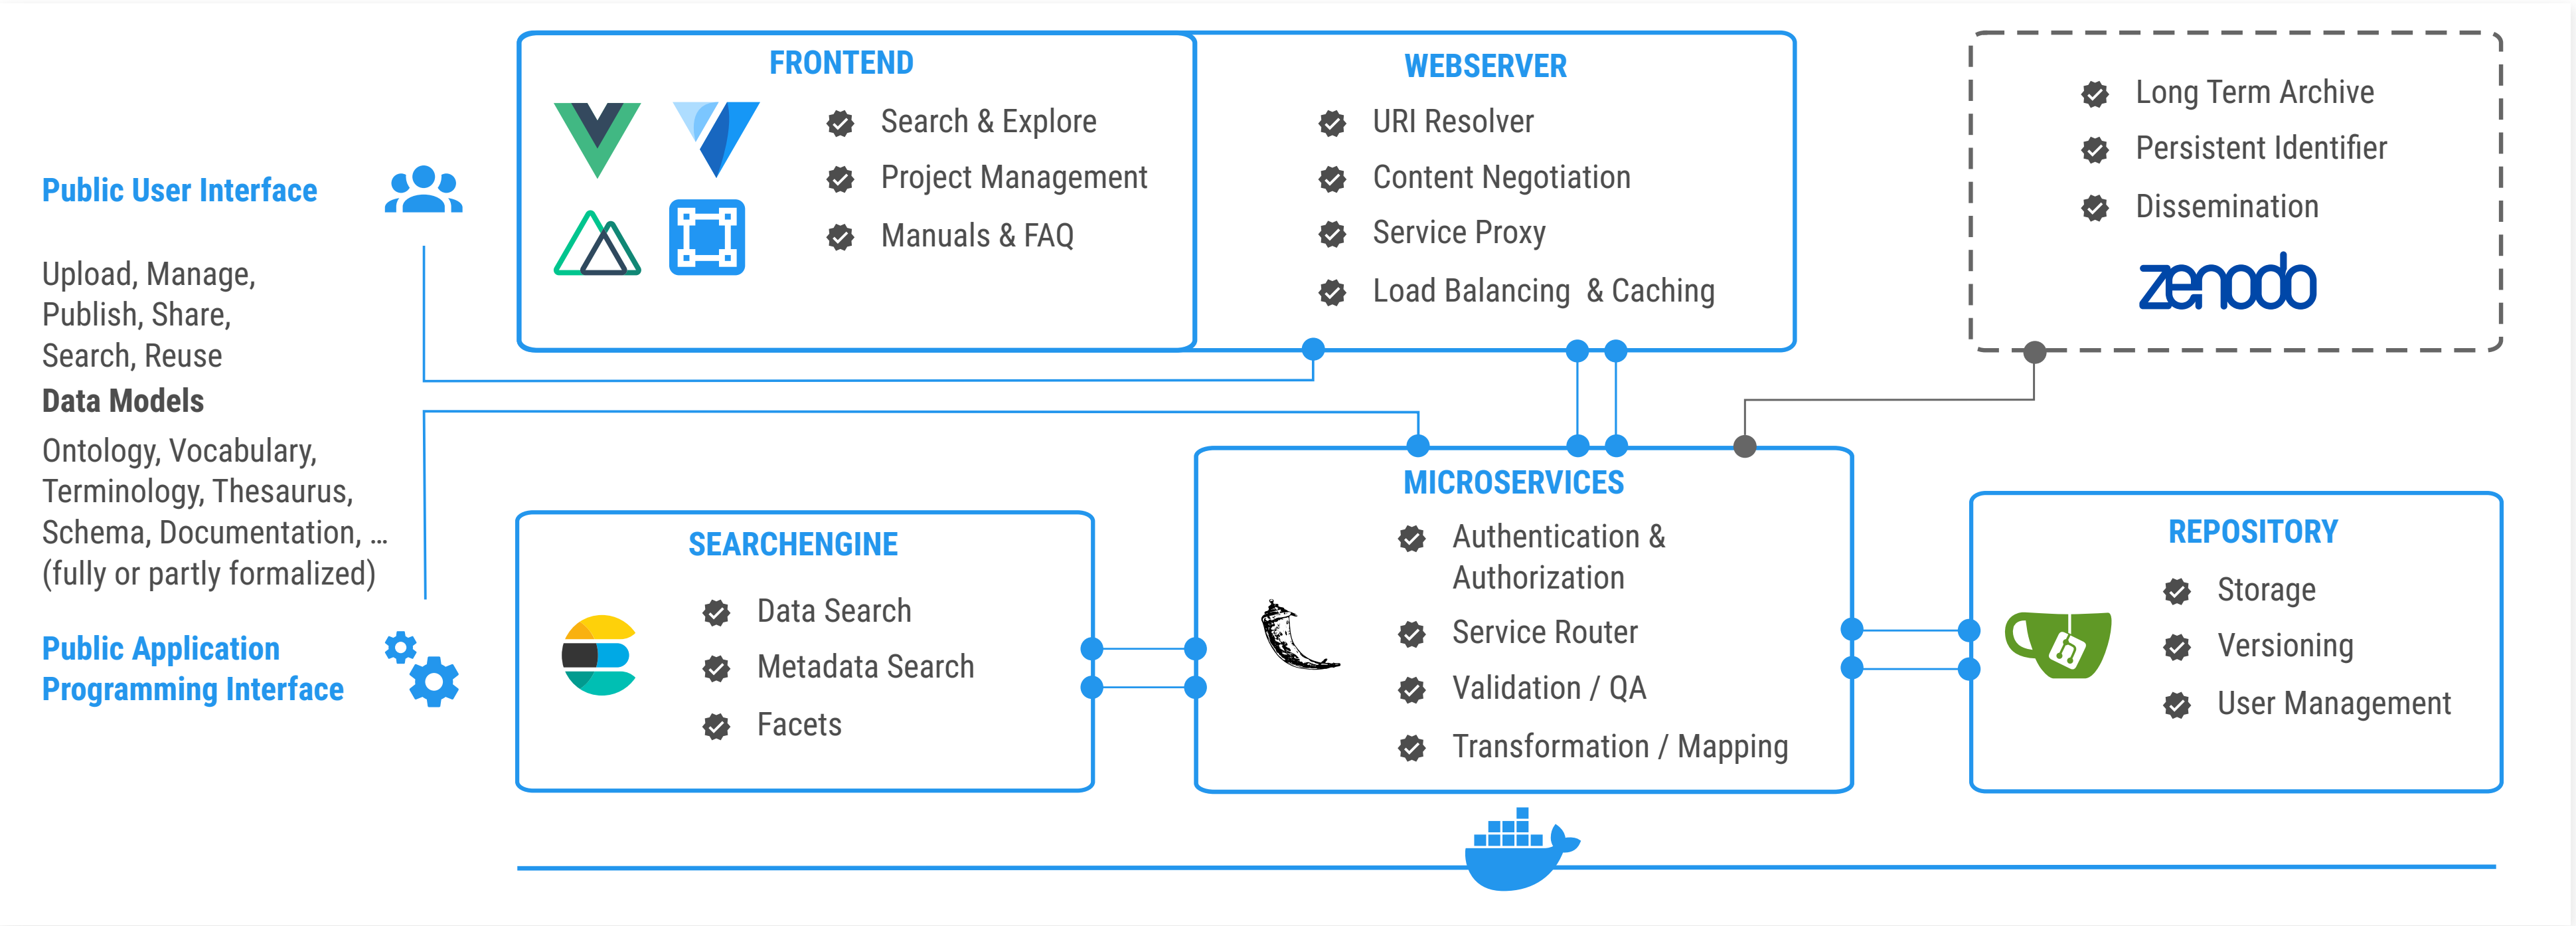 Public User Interface
Upload, Manage,
Publish, Share,
Search, Reuse
Data Models
Ontology, Vocabulary,
Terminology, Thesaurus,
Schema, Documentation, ...
(fully or partly formalized)
Public Application
Programming Interface
FRONTEND
Search & Explore
Project Management
Manuals & FAQ
WEBSERVER
URI Resolver
Content Negotiation
Service Proxy
Load Balancing & Caching
Long Term Archive
Persistent Identifier
Dissemination
zenodo
SEARCHENGINE
Data Search
Metadata Search
Facets
MICROSERVICES
Authentication &
Authorization
Service Router
Validation / QA
Transformation / Mapping
REPOSITORY
Storage
Versioning
User Management